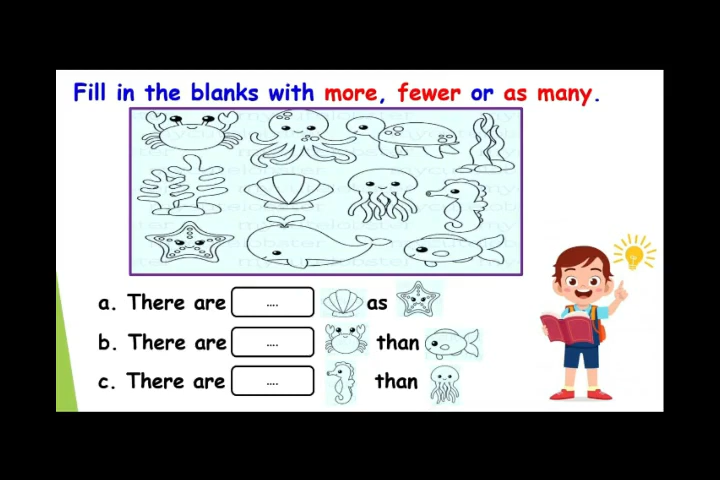 Fill in the blanks with more, fewer or as many.
a. There are .... as
b. There are .... than
c. There are .... than